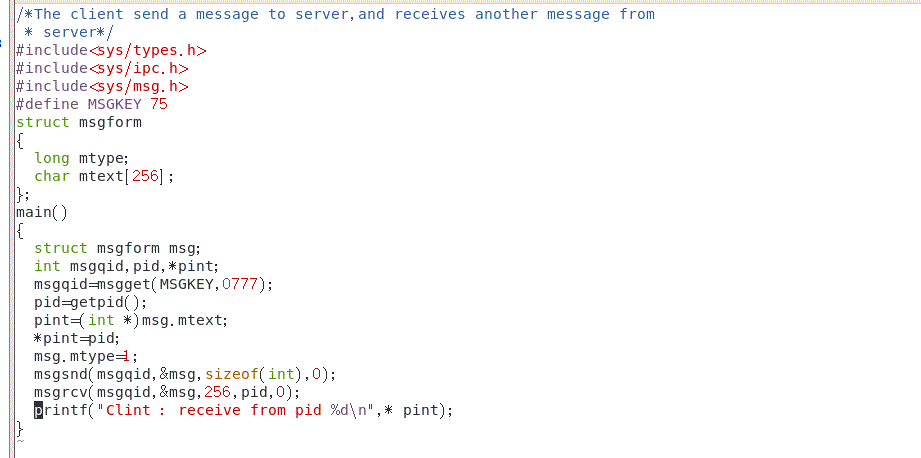 /*The client send a message to server,and receives another message from
 * server*/
#include<sys/types.h>
#include<sys/ipc.h>
#include<sys/msg.h>
#define MSGKEY 75
struct msgform
{
  long mtype;
  char mtext[256];
};
main()
{
  struct msgform msg;
  int msgqid,pid,*pint;
  msgqid=msgget(MSGKEY,0777);
  pid=getpid();
  pint=(int *)msg.mtext;
  *pint=pid;
  msg.mtype=1;
  msgsnd(msgqid,&msg,sizeof(int),0);
  msgrcv(msgqid,&msg,256,pid,0);
  printf("Clint : receive from pid %d\n",* pint);
}
~